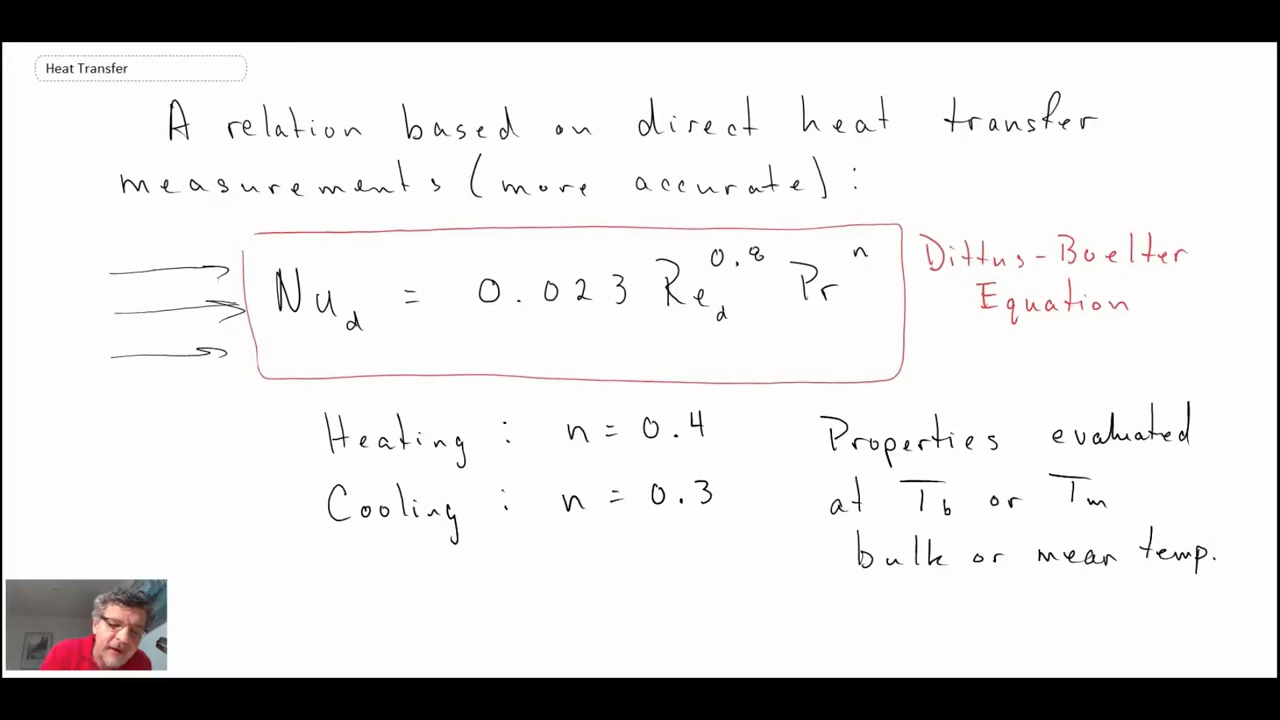 Heat Transfer
A relation based on direct heat transfer
measurements (more accurate) :
Nu_d = 0.023 Re_d^0.8 Pr^n
Dittus-Boelter
Equation
Heating : n = 0.4
Cooling : n = 0.3
Properties evaluated
at T_b or T_m
bulk or mean temp.